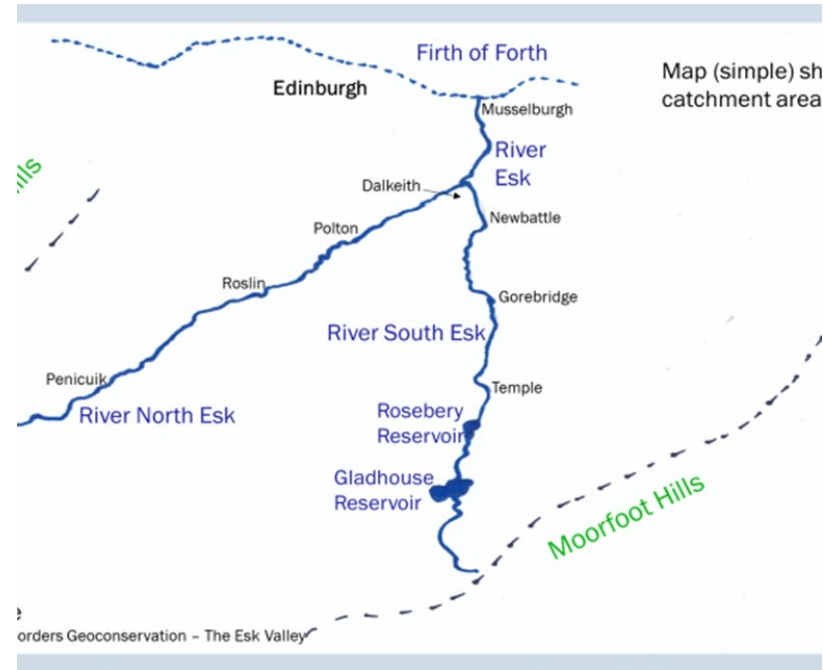 Firth of Forth
Edinburgh
Map (simple) sh
catchment area
Musselburgh
River
Esk
ills
Dalkeith
Newbattle
Polton
Roslin
Gorebridge
River South Esk
Penicuik
Temple
River North Esk
Rosebery
Reservoir
Gladhouse
Reservoir
Moorfoot Hills
e
orders Geoconservation – The Esk Valley